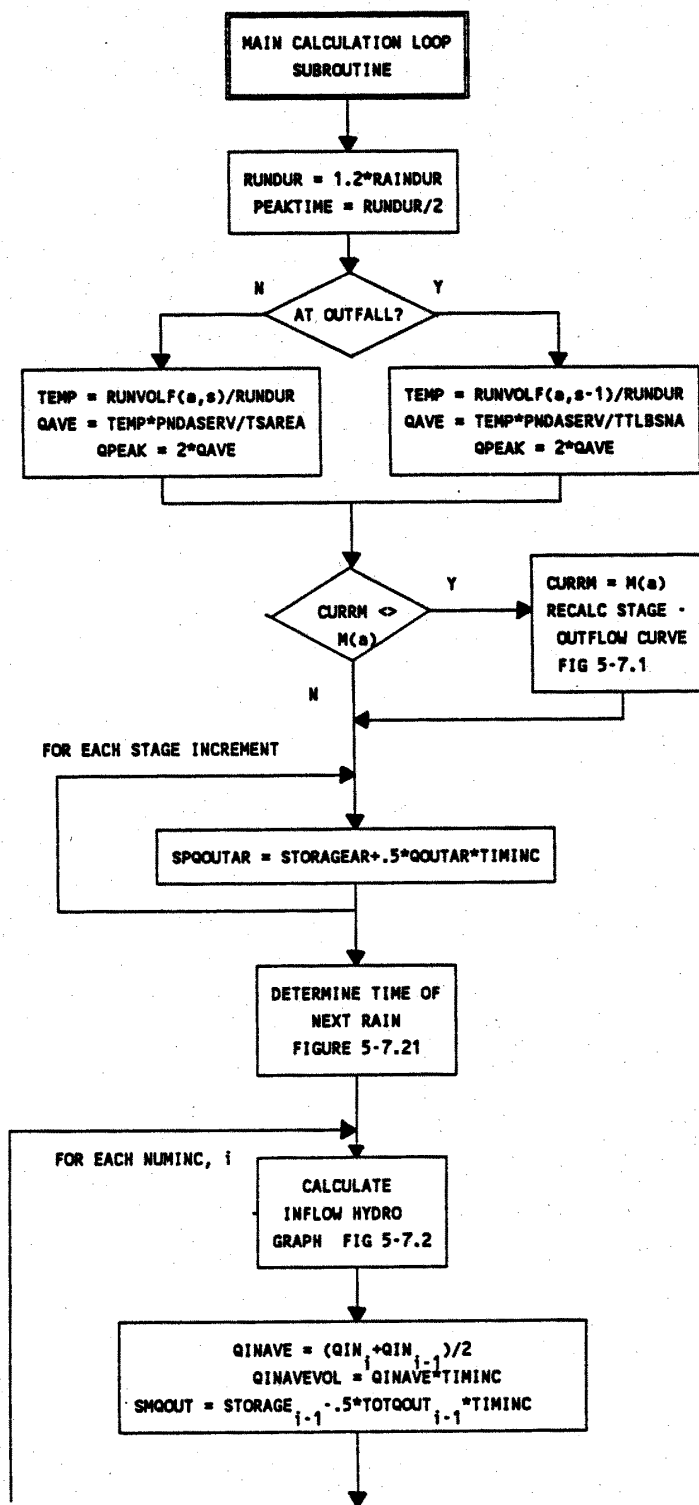 MAIN CALCULATION LOOP
SUBROUTINE
RUNDUR = 1.2*RAINDUR
PEAKTIME = RUNDUR/2
N
AT OUTFALL?
Y
TEMP = RUNVOLF(a,s)/RUNDUR
QAVE = TEMP*PNDASERV/TSAREA
QPEAK = 2*QAVE
TEMP = RUNVOLF(a,s-1)/RUNDUR
QAVE = TEMP*PNDASERV/TTLBSNA
QPEAK = 2*QAVE
CURRM <>
M(a)
Y
CURRM = M(a)
RECALC STAGE -
OUTFLOW CURVE
FIG 5-7.1
N
FOR EACH STAGE INCREMENT
SPQOUTAR = STORAGEAR+.5*QOUTAR*TIMINC
DETERMINE TIME OF
NEXT RAIN
FIGURE 5-7.21
FOR EACH NUMINC, i
CALCULATE
INFLOW HYDRO
GRAPH FIG 5-7.2
QINAVE = (QIN i+QIN i-1)/2
QINAVEVOL = QINAVE*TIMINC
SMQOUT = STORAGE i-1-.5*TOTQOUT i-1*TIMINC